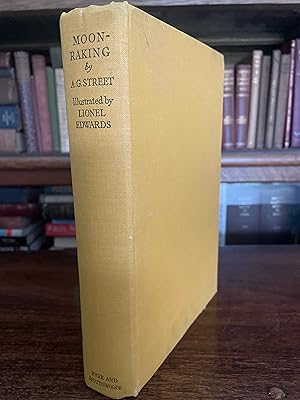 MOON-
RAKING
by
A.G. STREET
Illustrated by
LIONEL
EDWARDS
EYRE AND
SPOTTISWOODE